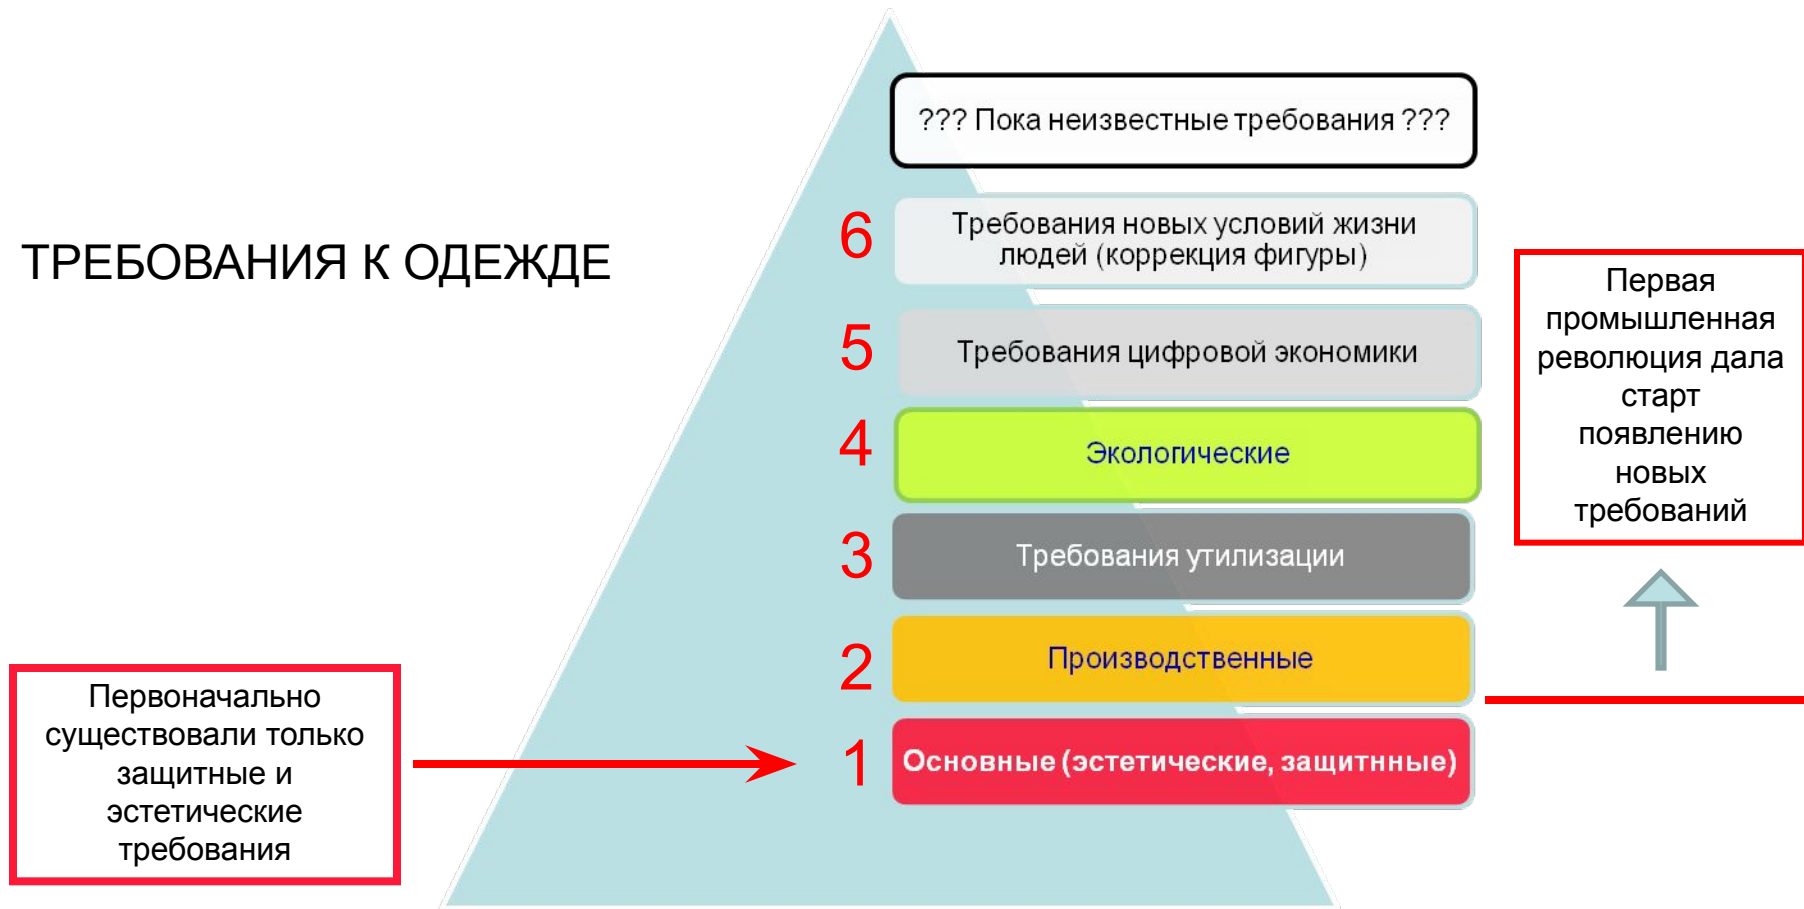 ТРЕБОВАНИЯ К ОДЕЖДЕ
??? Пока неизвестные требования ???
6
Требования новых условий жизни
людей (коррекция фигуры)
5
Требования цифровой экономики
4
Экологические
3
Требования утилизации
2
Производственные
1
Основные (эстетические, защитнные)
Первая
промышленная
революция дала
старт
появлению
новых
требований
Первоначально
существовали только
защитные и
эстетические
требования